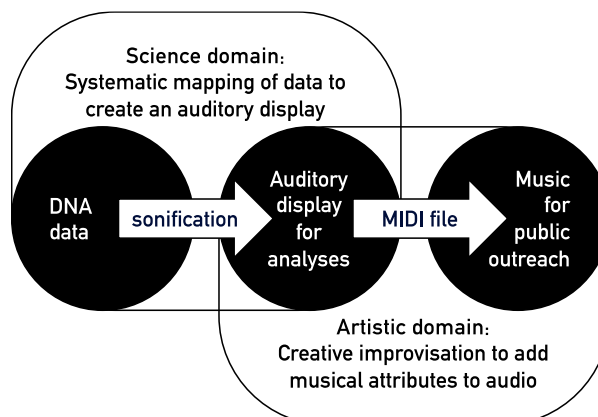 Science domain:
Systematic mapping of data to
create an auditory display
DNA
data
sonification
Auditory
display
for
analyses
MIDI file
Music
for
public
outreach
Artistic domain:
Creative improvisation to add
musical attributes to audio